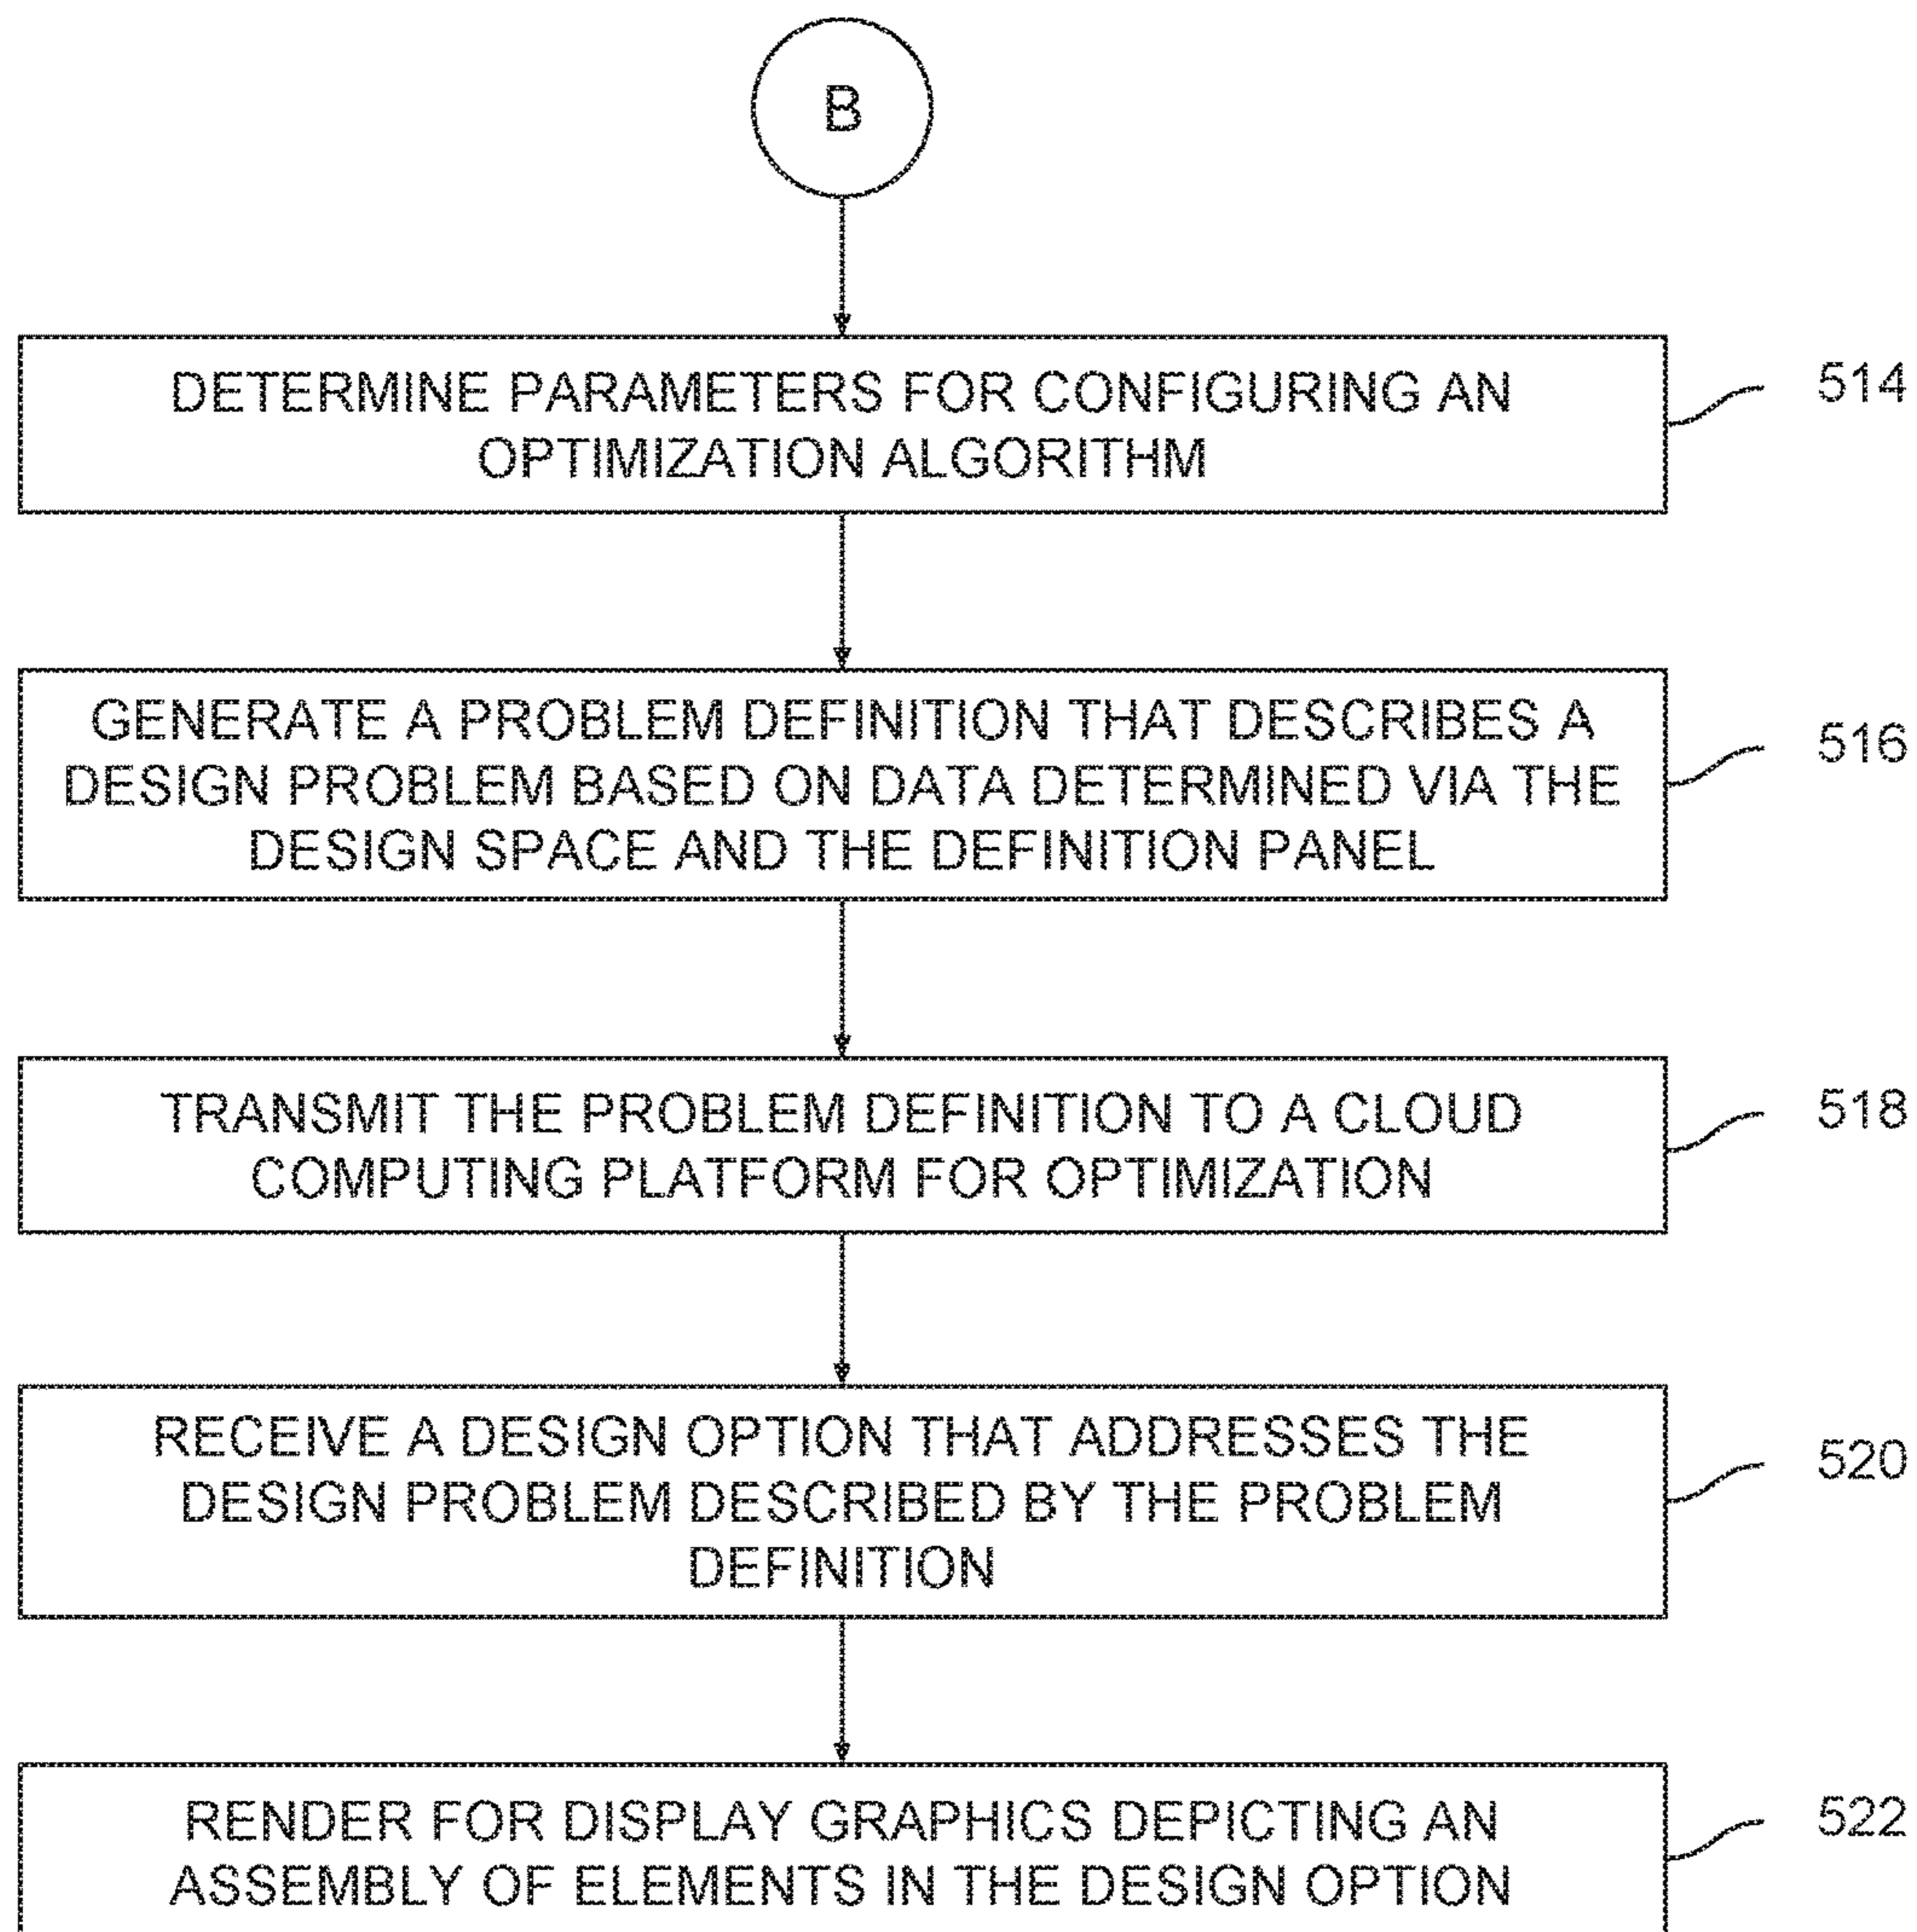 B
DETERMINE PARAMETERS FOR CONFIGURING AN
OPTIMIZATION ALGORITHM
514
GENERATE A PROBLEM DEFINITION THAT DESCRIBES A
DESIGN PROBLEM BASED ON DATA DETERMINED VIA THE
DESIGN SPACE AND THE DEFINITION PANEL
516
TRANSMIT THE PROBLEM DEFINITION TO A CLOUD
COMPUTING PLATFORM FOR OPTIMIZATION
518
RECEIVE A DESIGN OPTION THAT ADDRESSES THE
DESIGN PROBLEM DESCRIBED BY THE PROBLEM
DEFINITION
520
RENDER FOR DISPLAY GRAPHICS DEPICTING AN
ASSEMBLY OF ELEMENTS IN THE DESIGN OPTION
522